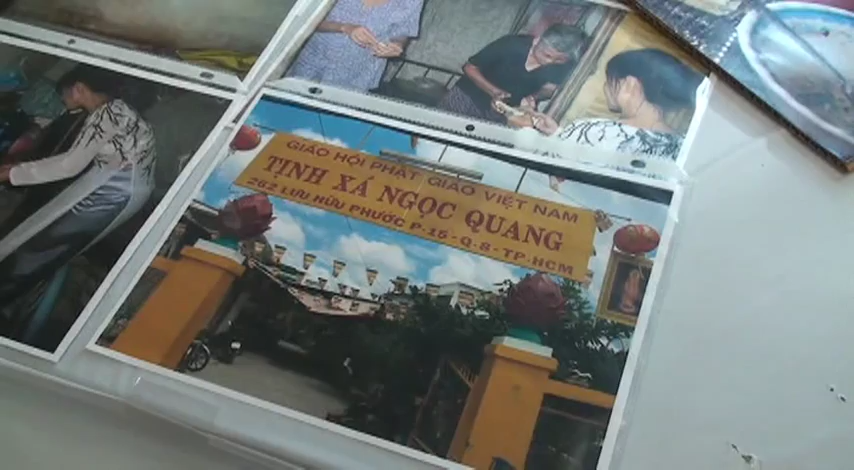 GIÁO HỘI PHẬT GIÁO VIỆT NAM
TỊNH XÁ NGỌC QUANG
262 LƯU HỮU PHƯỚC P-15-Q.8-TP.HCM